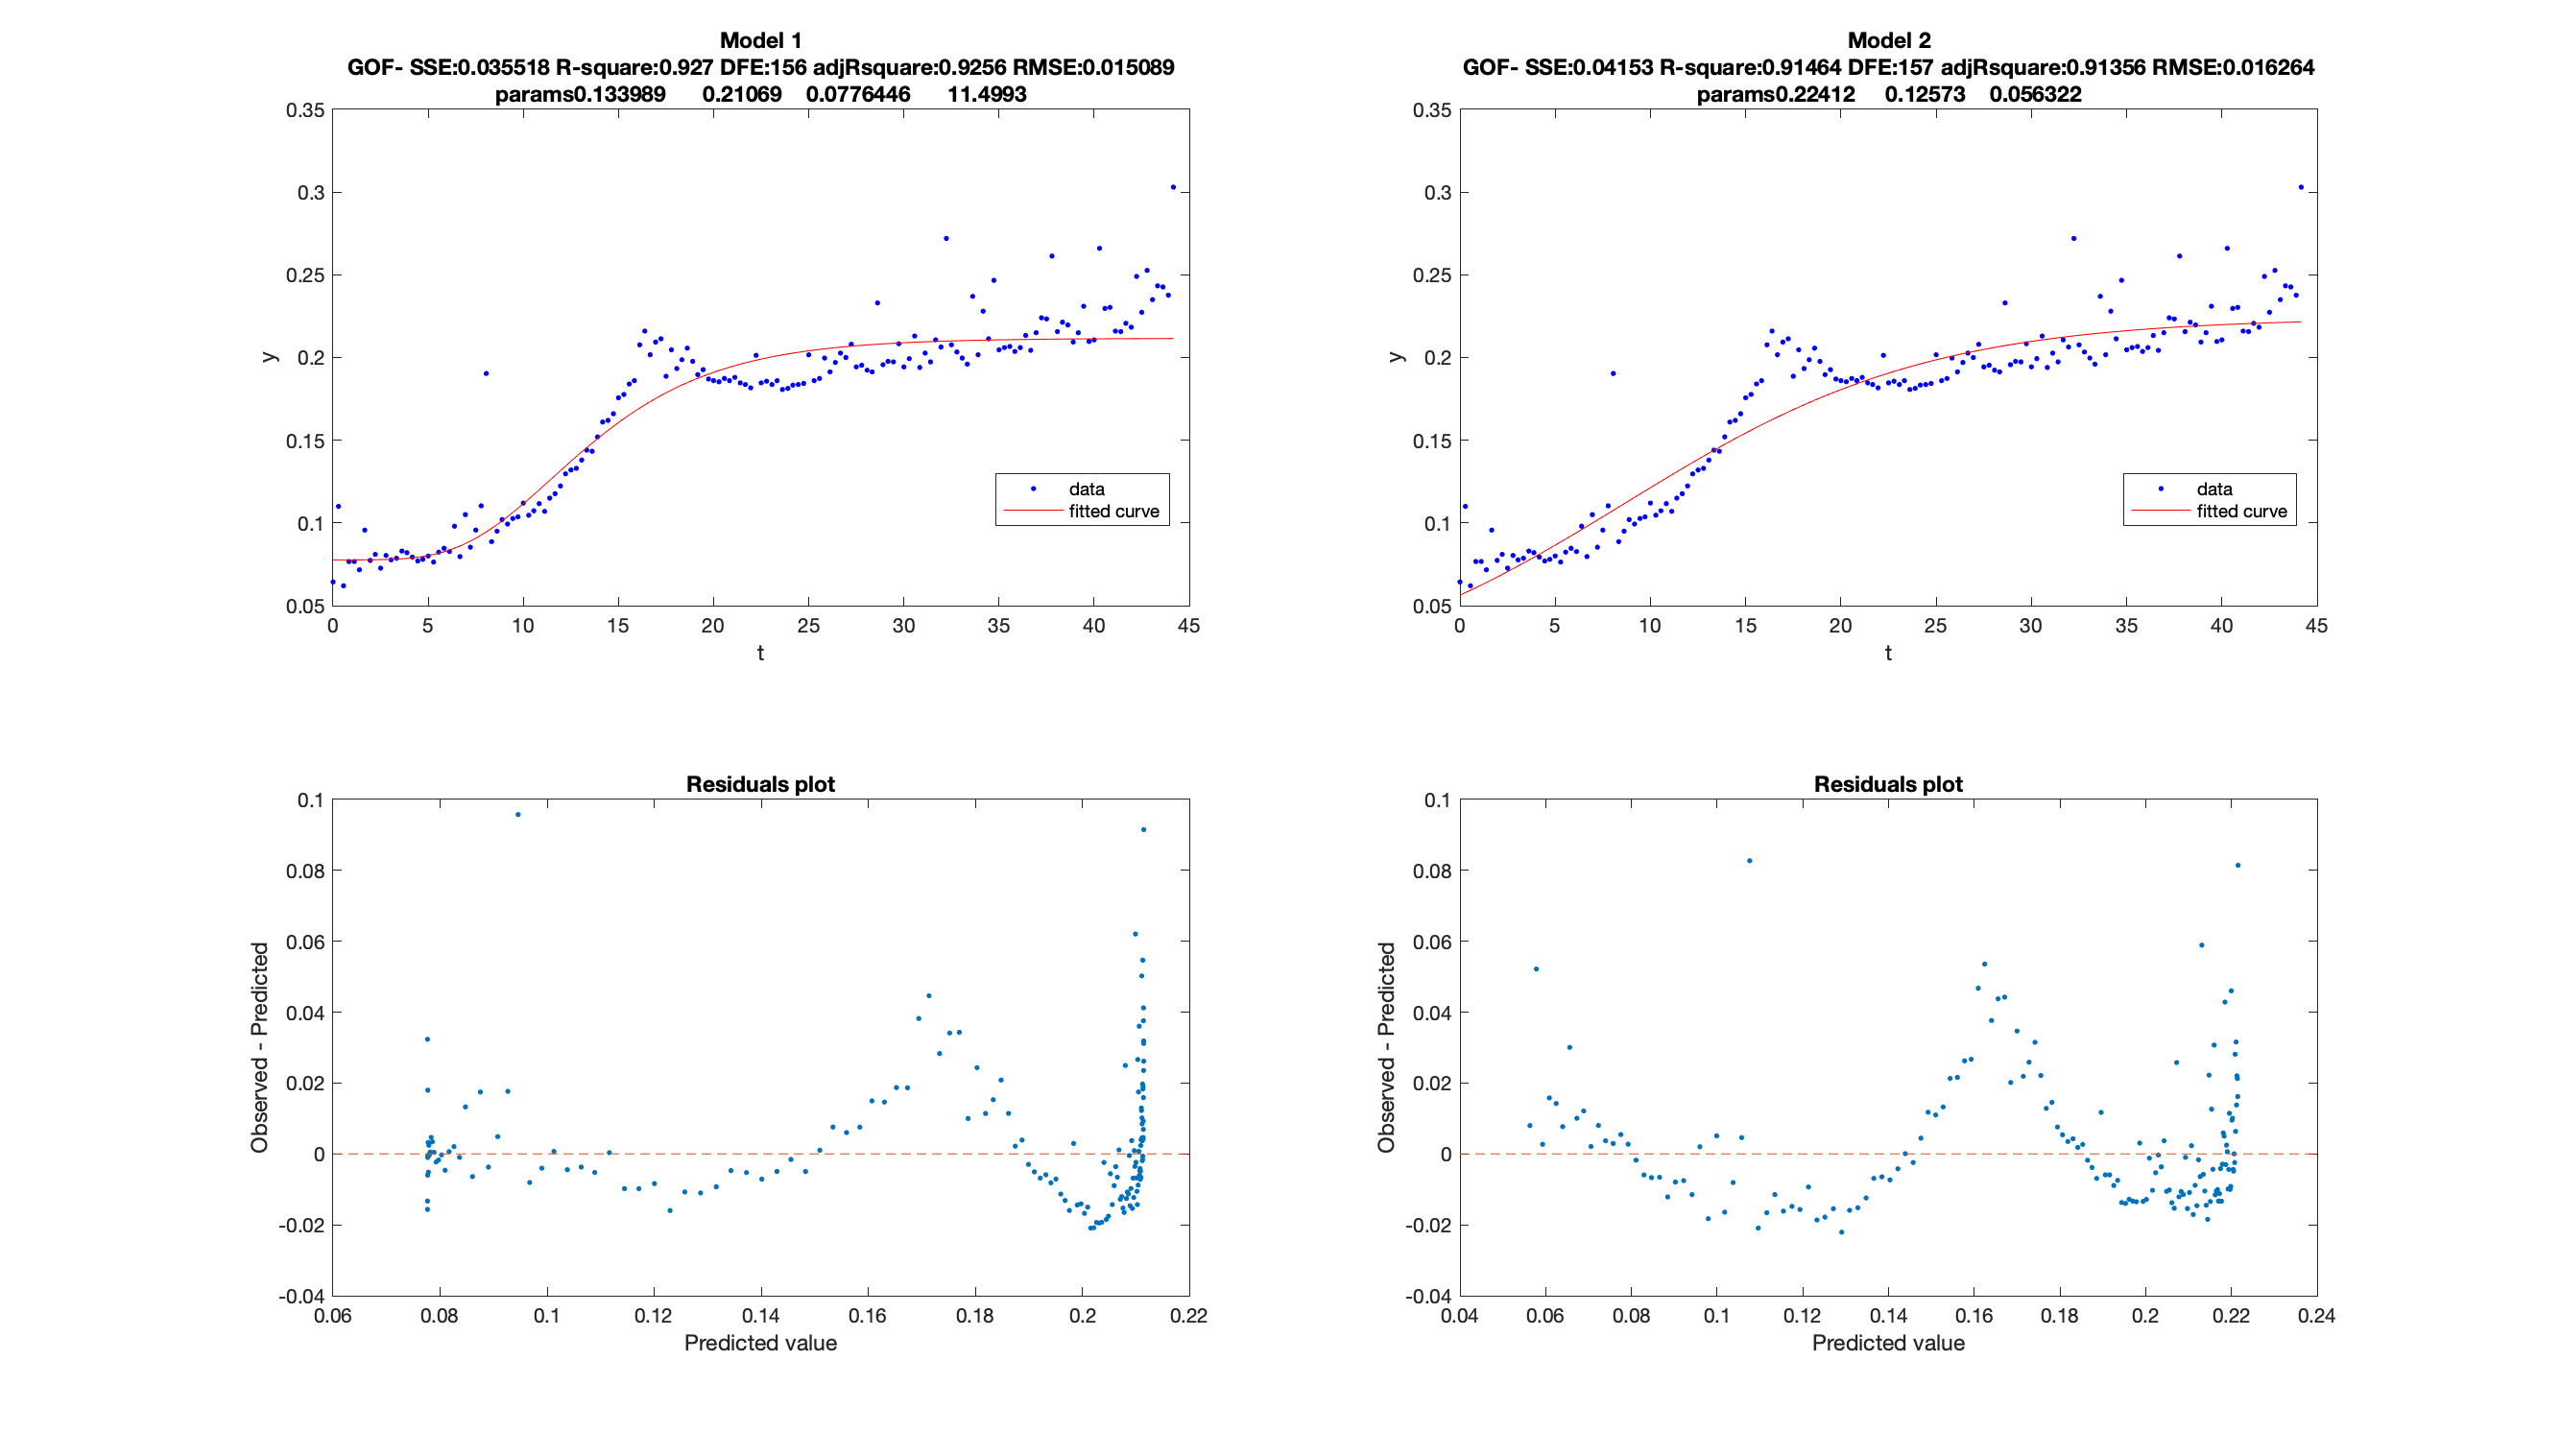 Model 1
GOF- SSE:0.035518 R-square:0.927 DFE:156 adjRsquare:0.9256 RMSE:0.015089
params0.133989 0.21069 0.0776446 11.4993
0.35
0.3
0.25
0.2
0.15
0.1
0.05
y
0 5 10 15 20 25 30 35 40 45
t
data
fitted curve
Model 2
GOF- SSE:0.04153 R-square:0.91464 DFE:157 adjRsquare:0.91356 RMSE:0.016264
params0.22412 0.12573 0.056322
0.35
0.3
0.25
0.2
0.15
0.1
0.05
y
0 5 10 15 20 25 30 35 40 45
t
data
fitted curve
Residuals plot
0.1
0.08
0.06
0.04
0.02
0
-0.02
-0.04
Observed - Predicted
0.06 0.08 0.1 0.12 0.14 0.16 0.18 0.2 0.22
Predicted value
Residuals plot
0.1
0.08
0.06
0.04
0.02
0
-0.02
-0.04
Observed - Predicted
0.04 0.06 0.08 0.1 0.12 0.14 0.16 0.18 0.2 0.22 0.24
Predicted value